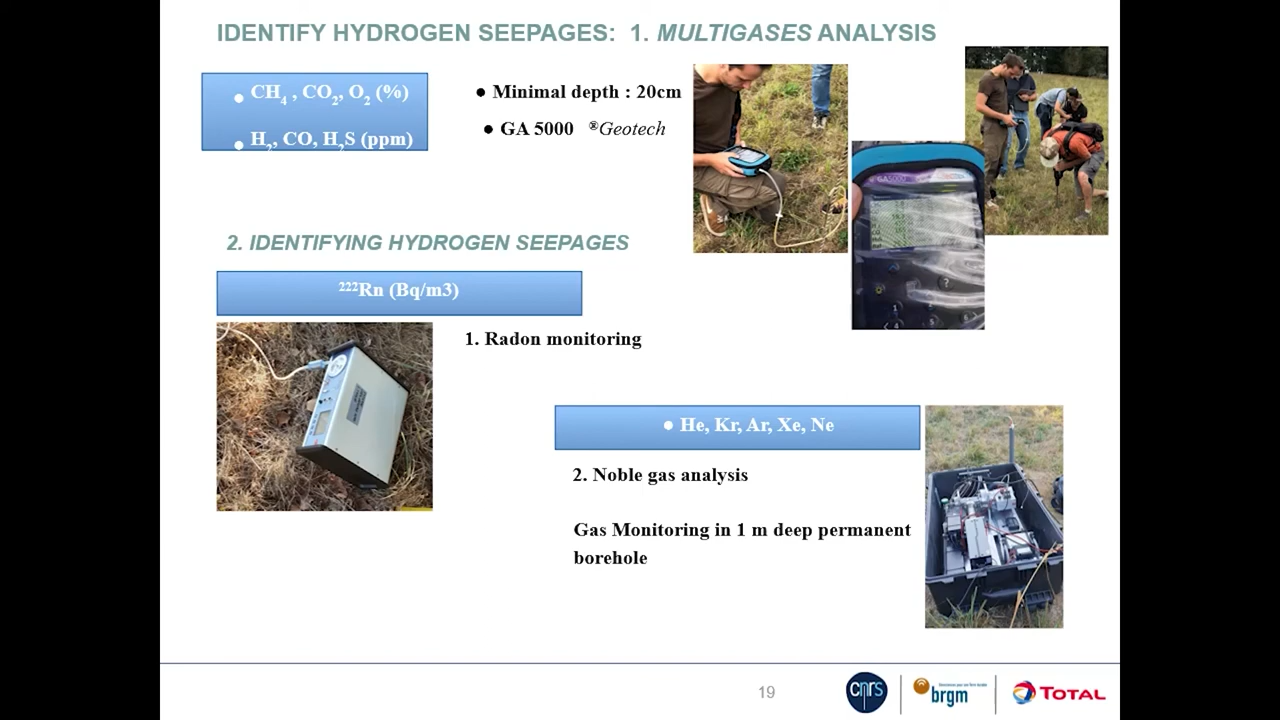 IDENTIFY HYDROGEN SEEPAGES: 1. MULTIGASES ANALYSIS
• CH4 , CO2, O2 (%)
• H2, CO, H2S (ppm)
• Minimal depth : 20cm
• GA 5000 ®Geotech
2. IDENTIFYING HYDROGEN SEEPAGES
222Rn (Bq/m3)
1. Radon monitoring
• He, Kr, Ar, Xe, Ne
2. Noble gas analysis
Gas Monitoring in 1 m deep permanent
borehole
19
cnrs
brgm
TOTAL